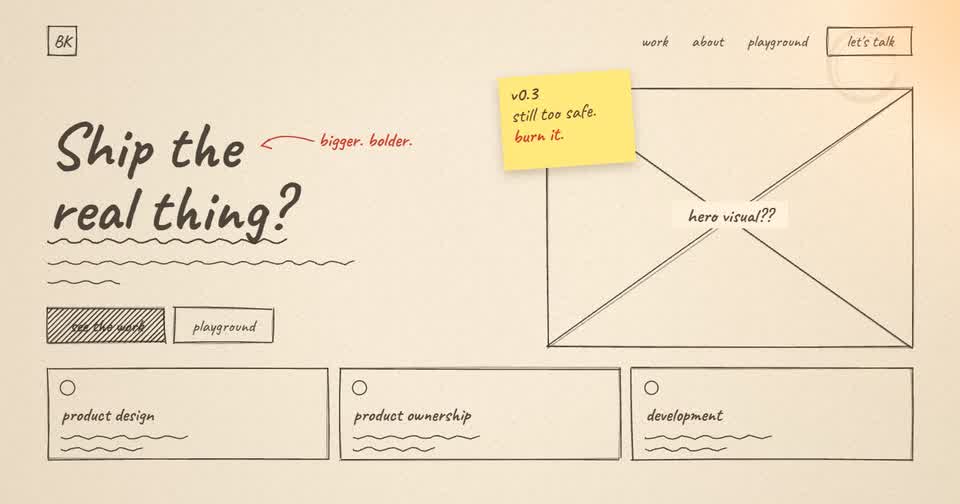 BK
work
about
playground
let's talk
v0.3
still too safe.
burn it.
Ship the
real thing?
bigger. bolder.
hero visual??
see the work
playground
product design
product ownership
development